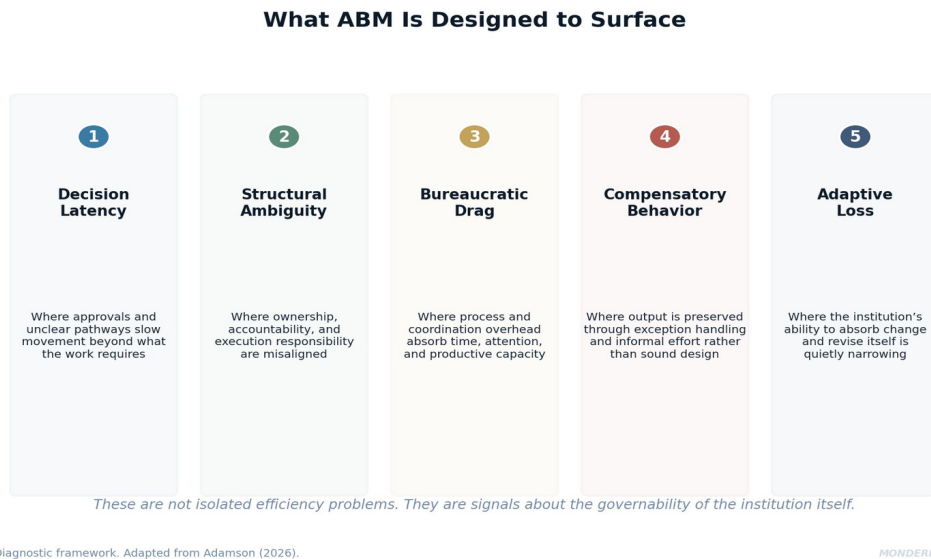 What ABM Is Designed to Surface
1
Decision
Latency
Where approvals and
unclear pathways slow
movement beyond what
the work requires
2
Structural
Ambiguity
Where ownership,
accountability, and
execution responsibility
are misaligned
3
Bureaucratic
Drag
Where process and
coordination overhead
absorb time, attention,
and productive capacity
4
Compensatory
Behavior
Where output is preserved
through exception handling
and informal effort rather
than sound design
5
Adaptive
Loss
Where the institution’s
ability to absorb change
and revise itself is
quietly narrowing
These are not isolated efficiency problems. They are signals about the governability of the institution itself.
Diagnostic framework. Adapted from Adamson (2026).